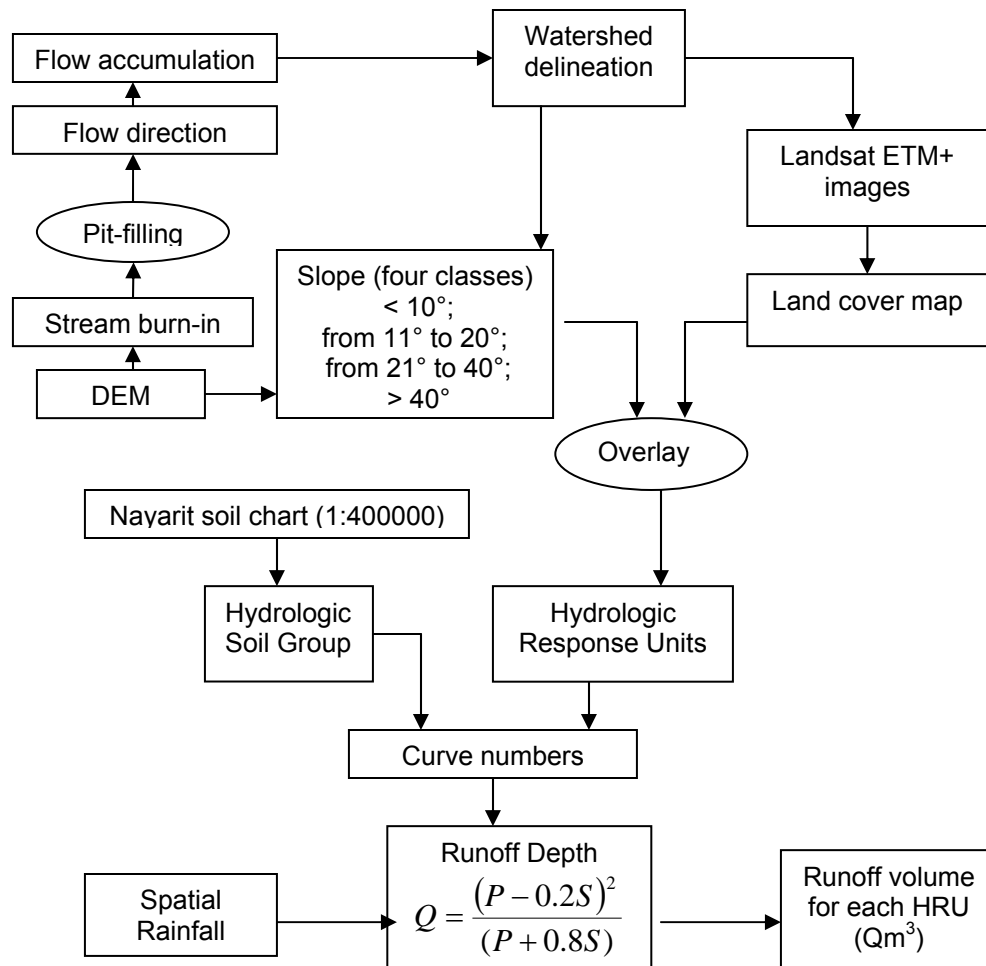 Flow accumulation
Watershed
delineation
Flow direction
Landsat ETM+
images
Pit-filling
Slope (four classes)
< 10°;
from 11° to 20°;
from 21° to 40°;
> 40°
Stream burn-in
Land cover map
DEM
Overlay
Nayarit soil chart (1:400000)
Hydrologic
Soil Group
Hydrologic
Response Units
Curve numbers
Runoff Depth
Q = (P − 0.2S)² / (P + 0.8S)
Spatial
Rainfall
Runoff volume
for each HRU
(Qm³)